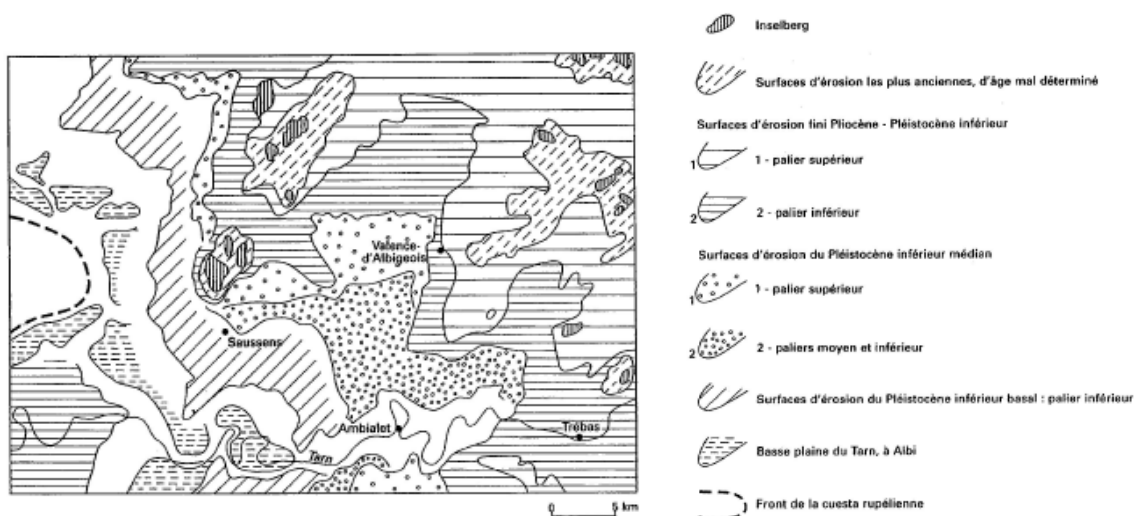 Inselberg
Surfaces d'érosion les plus anciennes, d'âge mal déterminé
Surfaces d'érosion fini Pliocène - Pléistocène inférieur
1
1 - palier supérieur
2
2 - palier inférieur
Surfaces d'érosion du Pléistocène inférieur médian
1
1 - palier supérieur
2
2 - paliers moyen et inférieur
Surfaces d'érosion du Pléistocène inférieur basal : palier inférieur
Basse plaine du Tarn, à Albi
Front de la cuesta rupélienne
Valence-
d'Albigeois
Saussens
Ambialet
Trébas
Tarn
0 5 km